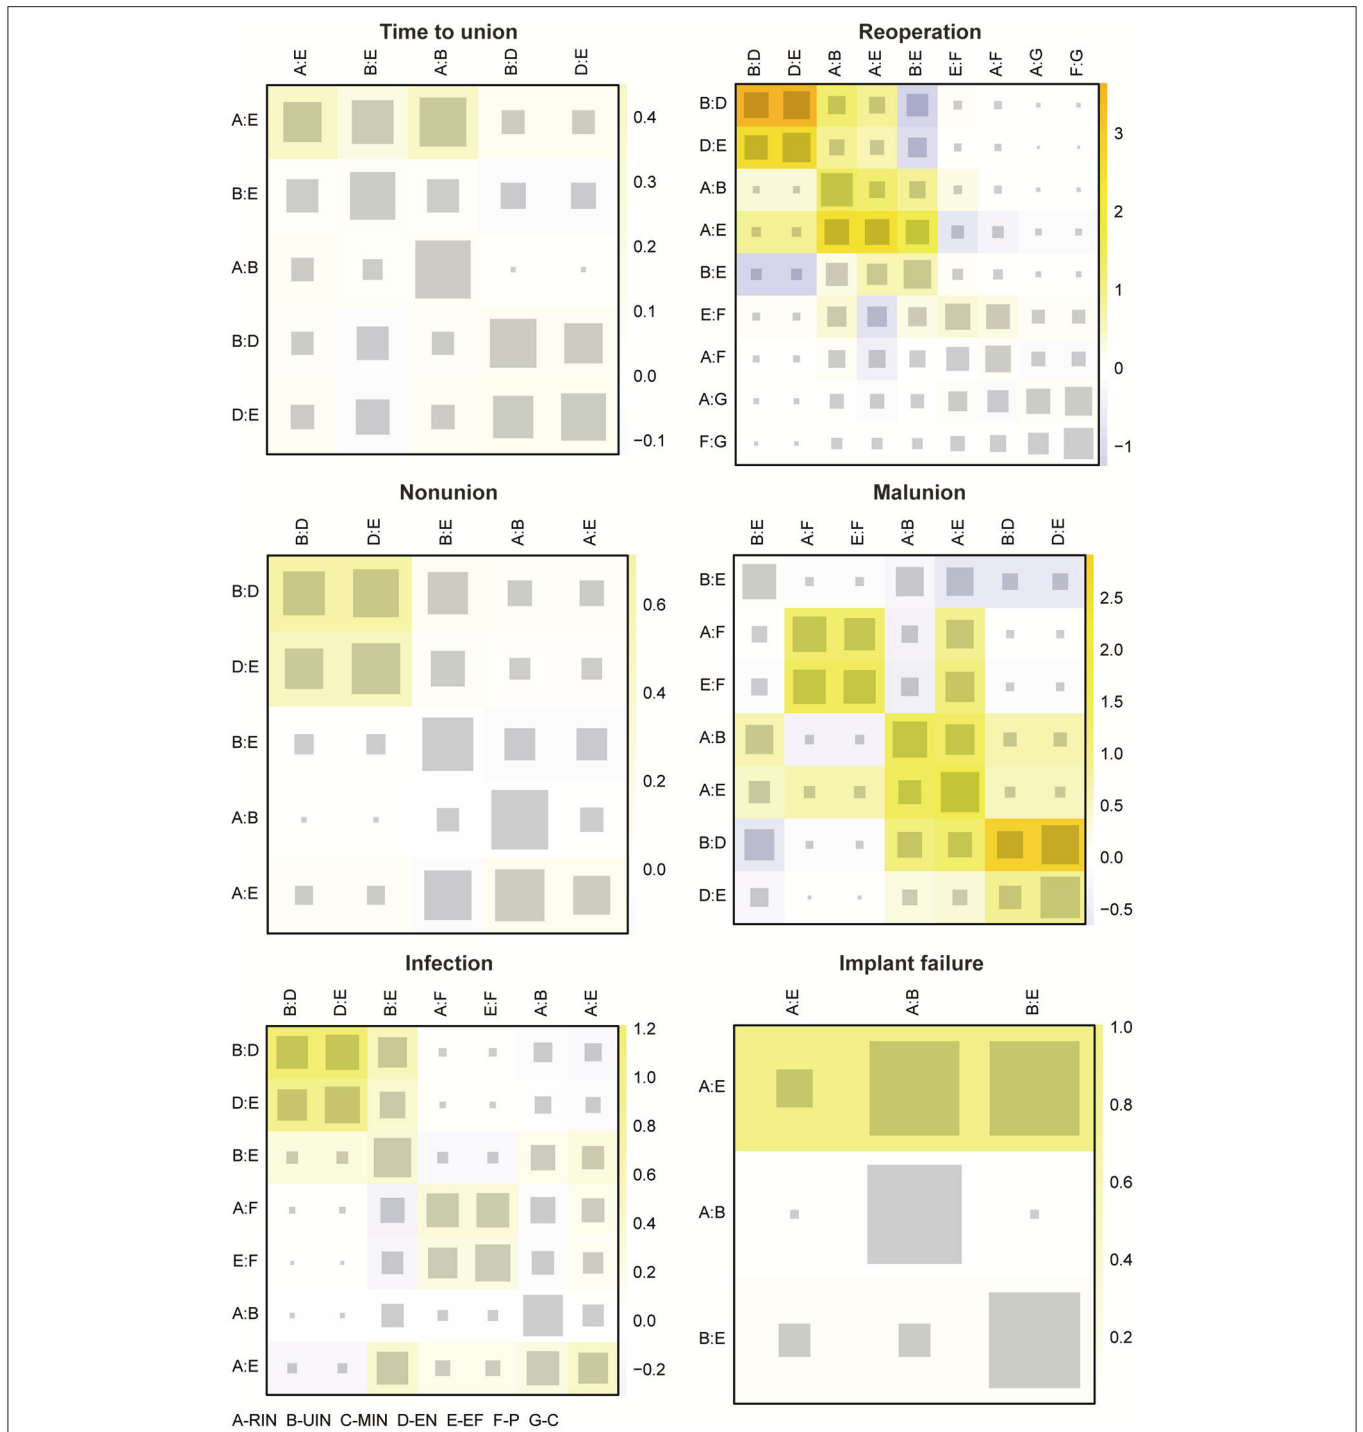 Time to union
A:E B:E A:B B:D D:E
A:E
B:E
A:B
B:D
D:E
0.4
0.3
0.2
0.1
0.0
−0.1
Reoperation
B:D D:E A:B A:E B:E E:F A:F A:G F:G
B:D
D:E
A:B
A:E
B:E
E:F
A:F
A:G
F:G
3
2
1
0
−1
Nonunion
B:D D:E B:E A:B A:E
B:D
D:E
B:E
A:B
A:E
0.6
0.4
0.2
0.0
Malunion
B:E A:F E:F A:B A:E B:D D:E
B:E
A:F
E:F
A:B
A:E
B:D
D:E
2.5
2.0
1.5
1.0
0.5
0.0
−0.5
Infection
B:D D:E B:E A:F E:F A:B A:E
B:D
D:E
B:E
A:F
E:F
A:B
A:E
1.2
1.0
0.8
0.6
0.4
0.2
0.0
−0.2
Implant failure
A:E A:B B:E
A:E
A:B
B:E
1.0
0.8
0.6
0.4
0.2
A-RIN B-UIN C-MIN D-EN E-EF F-P G-C